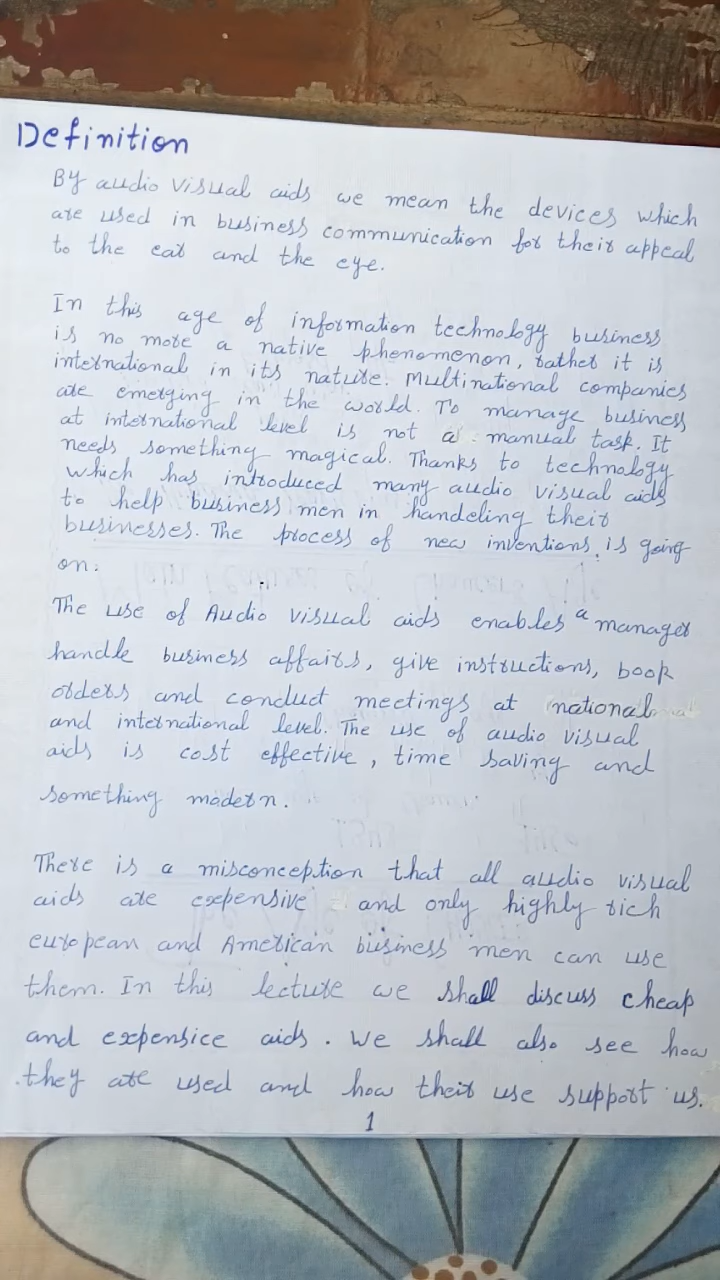 Definition
By audio visual aids we mean the devices which
are used in business communication for their appeal
to the ear and the eye.
In this age of information technology business
is no more a native phenomenon, rather it is
international in its nature. Multinational companies
are emerging in the world. To manage business
at international level is not a manual task. It
needs something magical. Thanks to technology
which has introduced many audio visual aids
to help business men in handeling their
businesses. The process of new inventions is going
on.
The use of Audio visual aids enables a manager
handle business affairs, give instructions, book
orders and conduct meetings at national
and international level. The use of audio visual
aids is cost effective, time saving and
something modern.
There is a misconception that all audio visual
aids are expensive and only highly rich
european and American business men can use
them. In this lecture we shall discuss cheap
and expensice aids. We shall also see how
they are used and how their use support us.
1